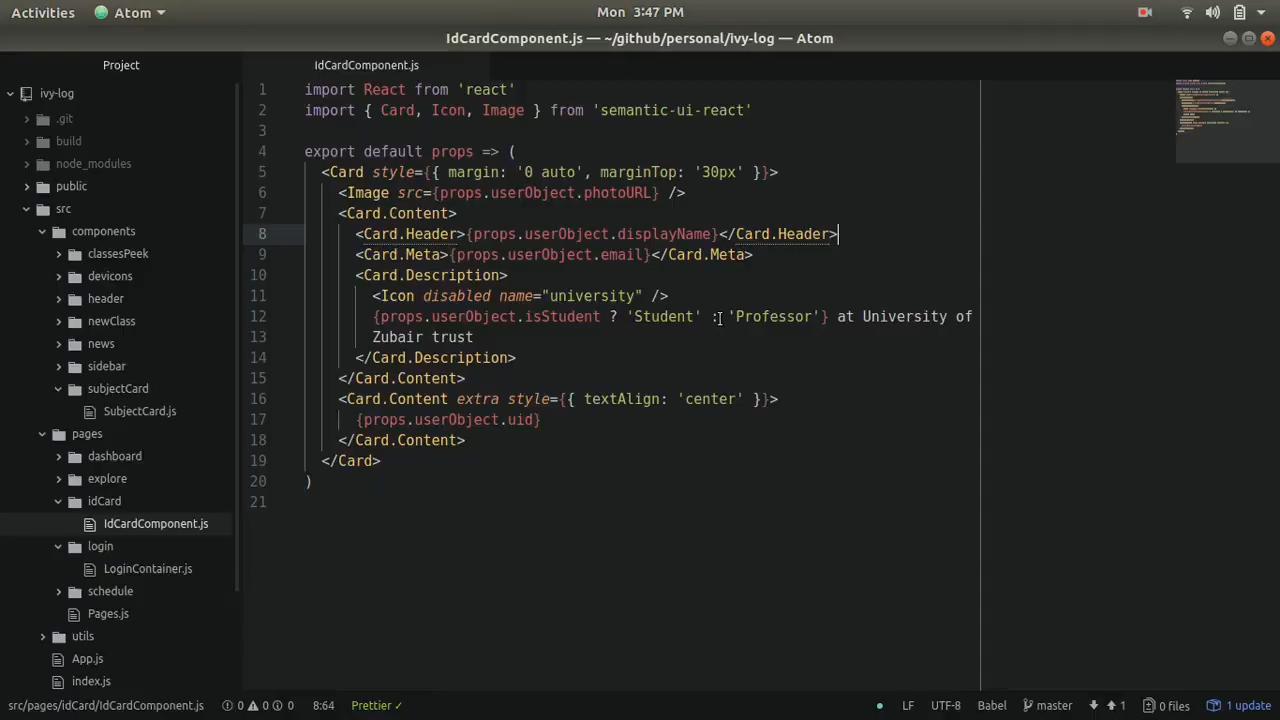 Activities Atom Mon 3:47 PM
IdCardComponent.js — ~/github/personal/ivy-log — Atom
Project
ivy-log
.git
build
node_modules
public
src
components
classesPeek
devicons
header
newClass
news
sidebar
subjectCard
SubjectCard.js
pages
dashboard
explore
idCard
IdCardComponent.js
login
LoginContainer.js
schedule
Pages.js
utils
App.js
index.js
IdCardComponent.js
1 import React from 'react'
2 import { Card, Icon, Image } from 'semantic-ui-react'
3
4 export default props => (
5 <Card style={{ margin: '0 auto', marginTop: '30px' }}>
6 <Image src={props.userObject.photoURL} />
7 <Card.Content>
8 <Card.Header>{props.userObject.displayName}</Card.Header>
9 <Card.Meta>{props.userObject.email}</Card.Meta>
10 <Card.Description>
11 <Icon disabled name="university" />
12 {props.userObject.isStudent ? 'Student' : 'Professor'} at University of
13 Zubair trust
14 </Card.Description>
15 </Card.Content>
16 <Card.Content extra style={{ textAlign: 'center' }}>
17 {props.userObject.uid}
18 </Card.Content>
19 </Card>
20 )
21
src/pages/idCard/IdCardComponent.js 0 0 0 8:64 Prettier ✓ LF UTF-8 Babel master 1 0 files 1 update